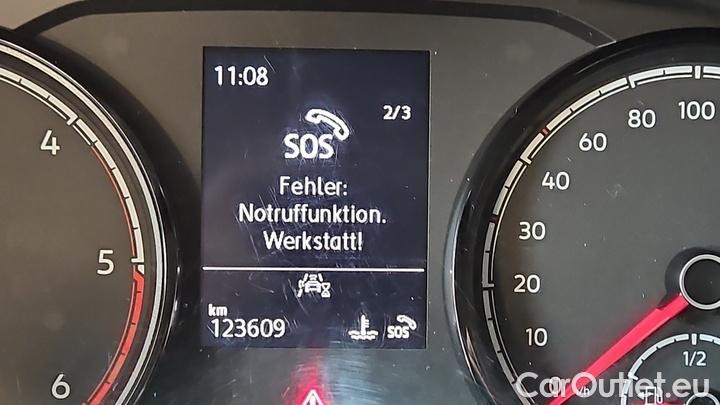 11:08
2/3
SOS
Fehler:
Notruffunktion.
Werkstatt!
km
123609
SOS
4
5
6
0
10
20
30
40
60
80
100
1/2
CarOutlet.eu